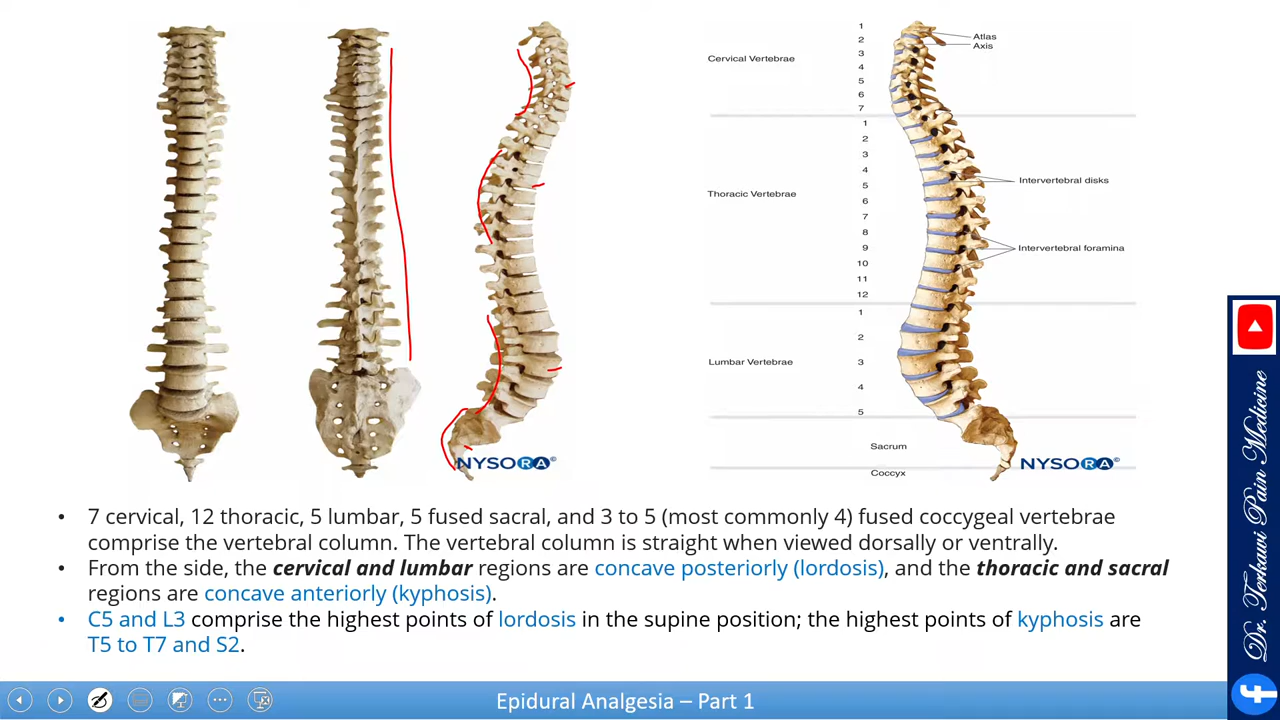 1
2
3
4
5
6
7
1
2
3
4
5
6
7
8
9
10
11
12
1
2
3
4
5
Cervical Vertebrae
Thoracic Vertebrae
Lumbar Vertebrae
Sacrum
Coccyx
Atlas
Axis
Intervertebral disks
Intervertebral foramina
NYSORA©
NYSORA©
• 7 cervical, 12 thoracic, 5 lumbar, 5 fused sacral, and 3 to 5 (most commonly 4) fused coccygeal vertebrae
comprise the vertebral column. The vertebral column is straight when viewed dorsally or ventrally.
• From the side, the cervical and lumbar regions are concave posteriorly (lordosis), and the thoracic and sacral
regions are concave anteriorly (kyphosis).
• C5 and L3 comprise the highest points of lordosis in the supine position; the highest points of kyphosis are
T5 to T7 and S2.
Epidural Analgesia – Part 1
Dr. Terkawi Pain Medicine